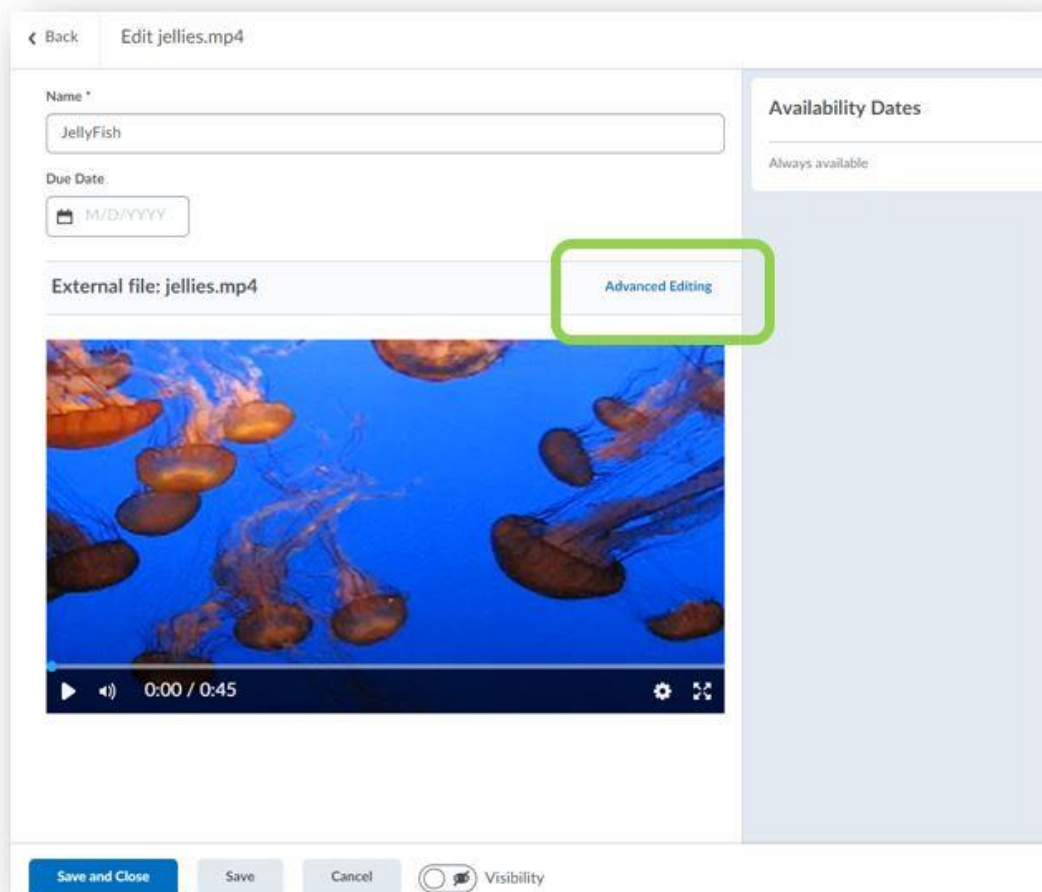 Back
Edit jellies.mp4
Name *
JellyFish
Due Date
M/D/YYYY
External file: jellies.mp4
Advanced Editing
0:00 / 0:45
Availability Dates
Always available
Save and Close
Save
Cancel
Visibility